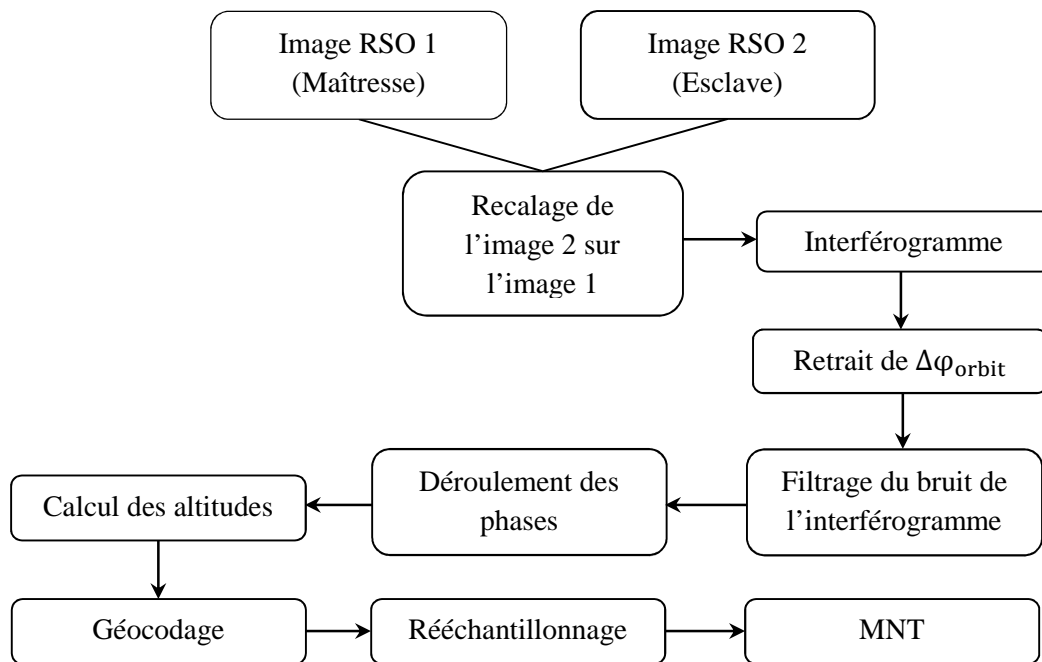 Image RSO 1
(Maîtresse)
Image RSO 2
(Esclave)
Recalage de
l’image 2 sur
l’image 1
Interférogramme
Retrait de Δφorbit
Filtrage du bruit de
l’interférogramme
Déroulement des
phases
Calcul des altitudes
Géocodage
Rééchantillonnage
MNT